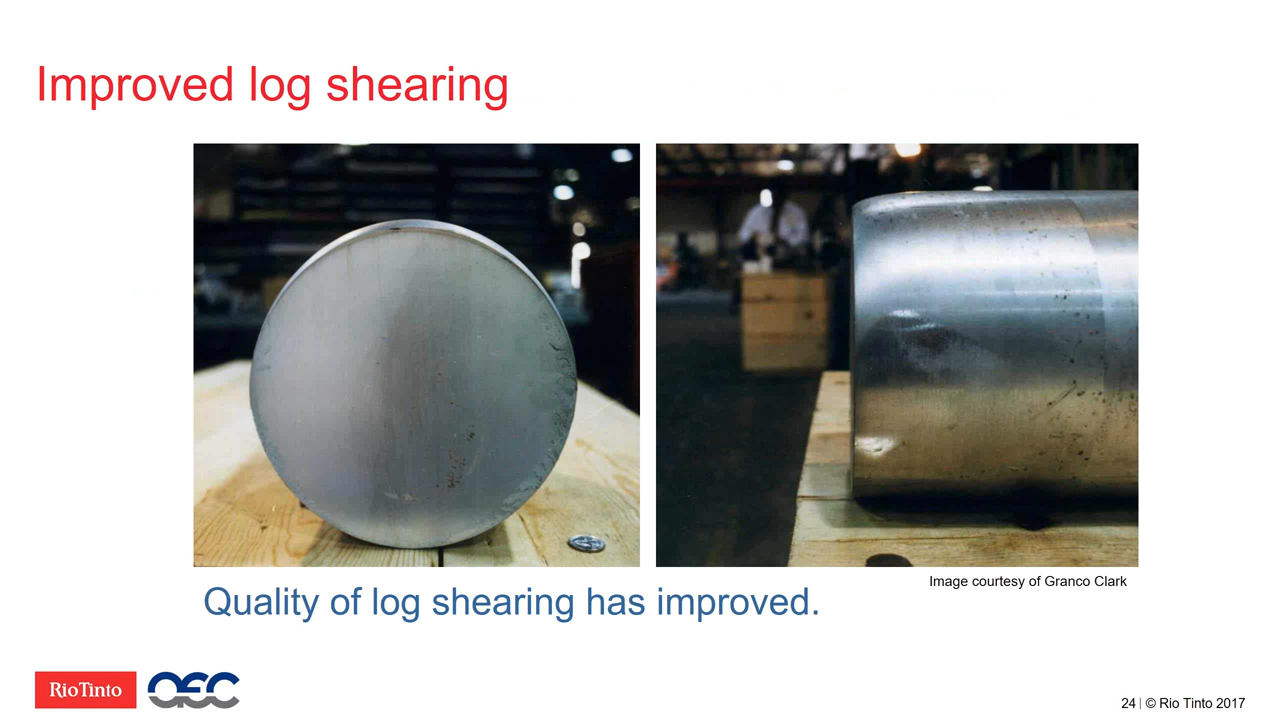 Improved log shearing
Image courtesy of Granco Clark
Quality of log shearing has improved.
RioTinto
AEC
24 | © Rio Tinto 2017